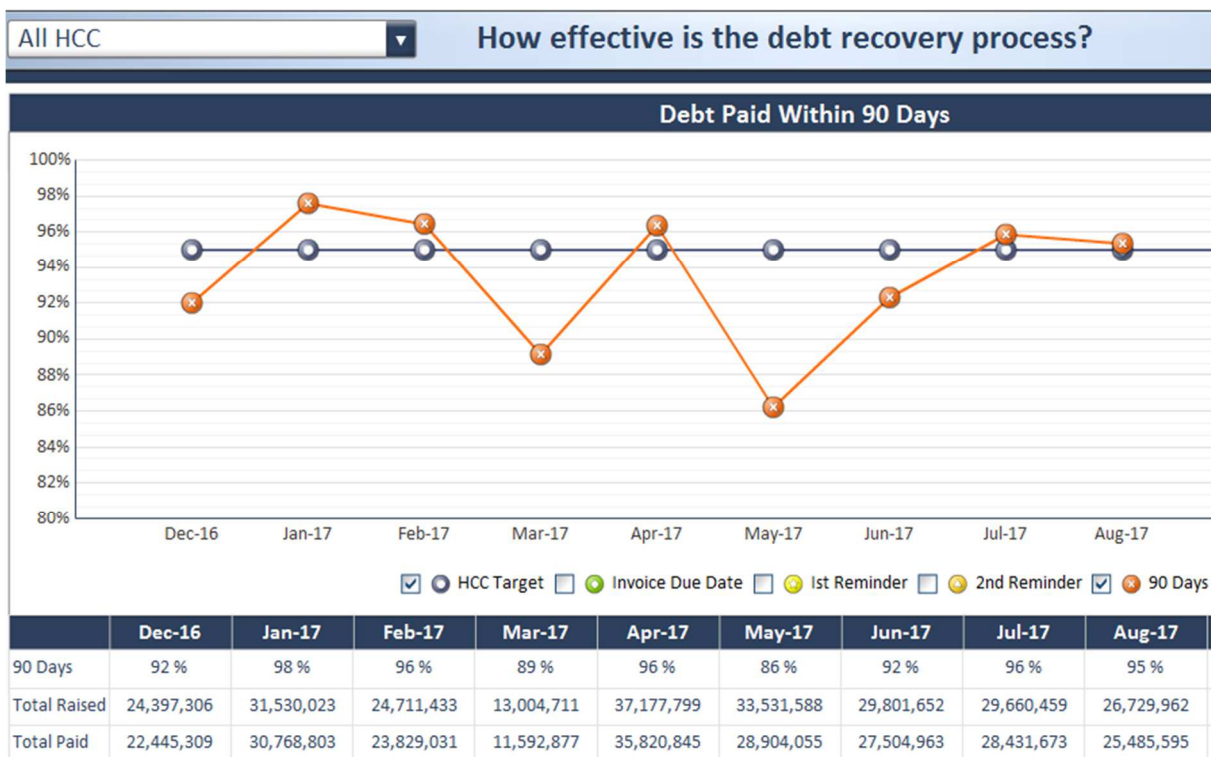 All HCC
How effective is the debt recovery process?
Debt Paid Within 90 Days
100%
98%
96%
94%
92%
90%
88%
86%
84%
82%
80%
Dec-16 Jan-17 Feb-17 Mar-17 Apr-17 May-17 Jun-17 Jul-17 Aug-17
HCC Target Invoice Due Date Ist Reminder 2nd Reminder 90 Days
Dec-16 Jan-17 Feb-17 Mar-17 Apr-17 May-17 Jun-17 Jul-17 Aug-17
90 Days 92 % 98 % 96 % 89 % 96 % 86 % 92 % 96 % 95 %
Total Raised 24,397,306 31,530,023 24,711,433 13,004,711 37,177,799 33,531,588 29,801,652 29,660,459 26,729,962
Total Paid 22,445,309 30,768,803 23,829,031 11,592,877 35,820,845 28,904,055 27,504,963 28,431,673 25,485,595